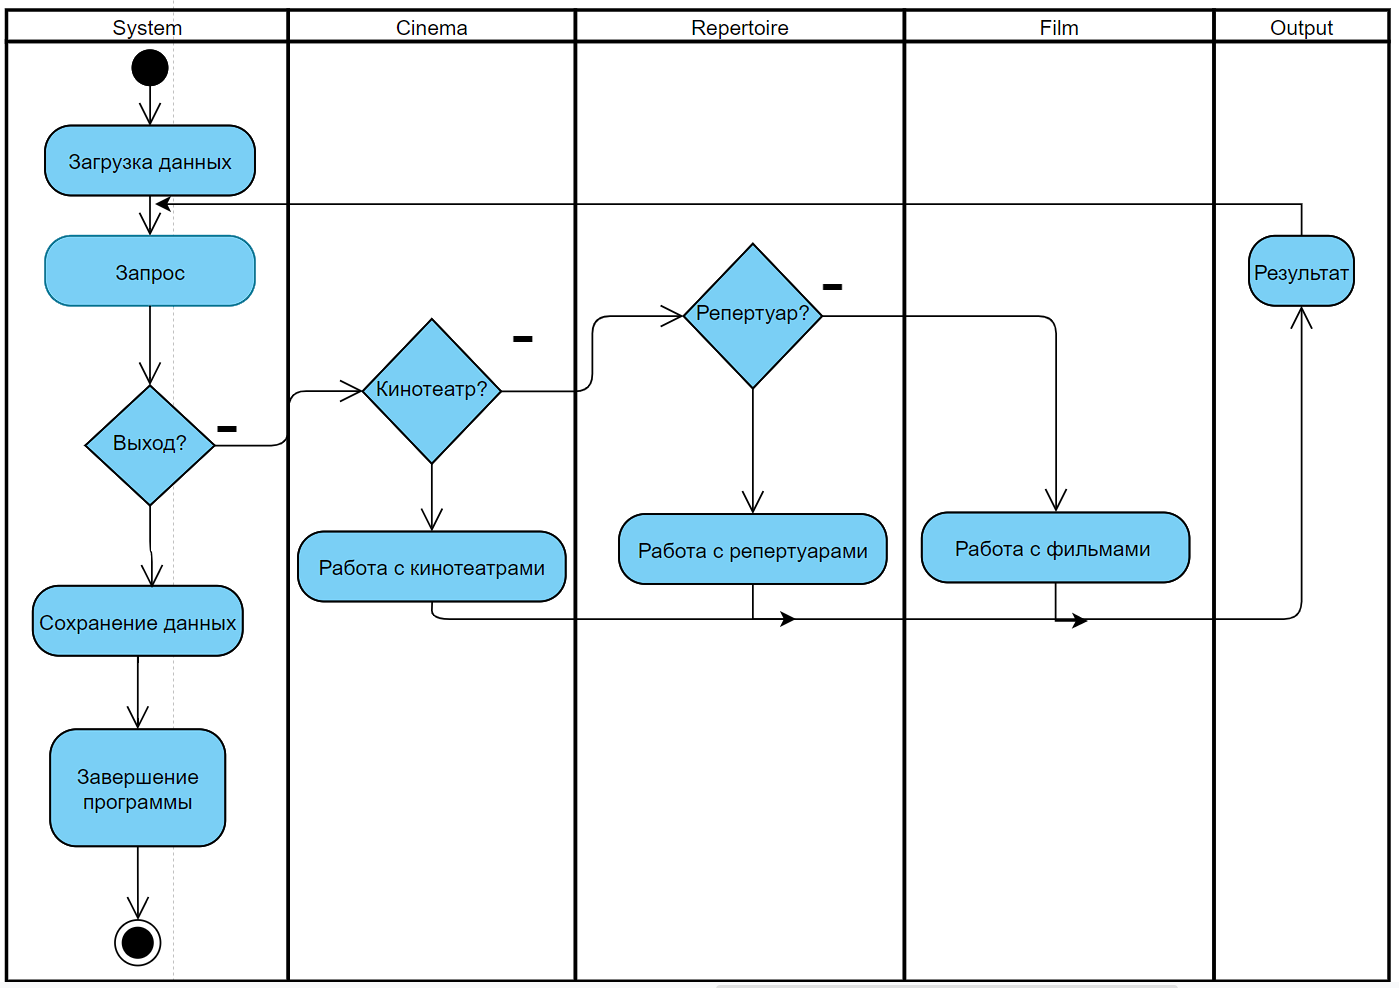 System
Cinema
Repertoire
Film
Output
Загрузка данных
Запрос
Результат
Репертуар?
–
Кинотеатр?
–
Выход?
–
Работа с кинотеатрами
Работа с репертуарами
Работа с фильмами
Сохранение данных
Завершение
программы